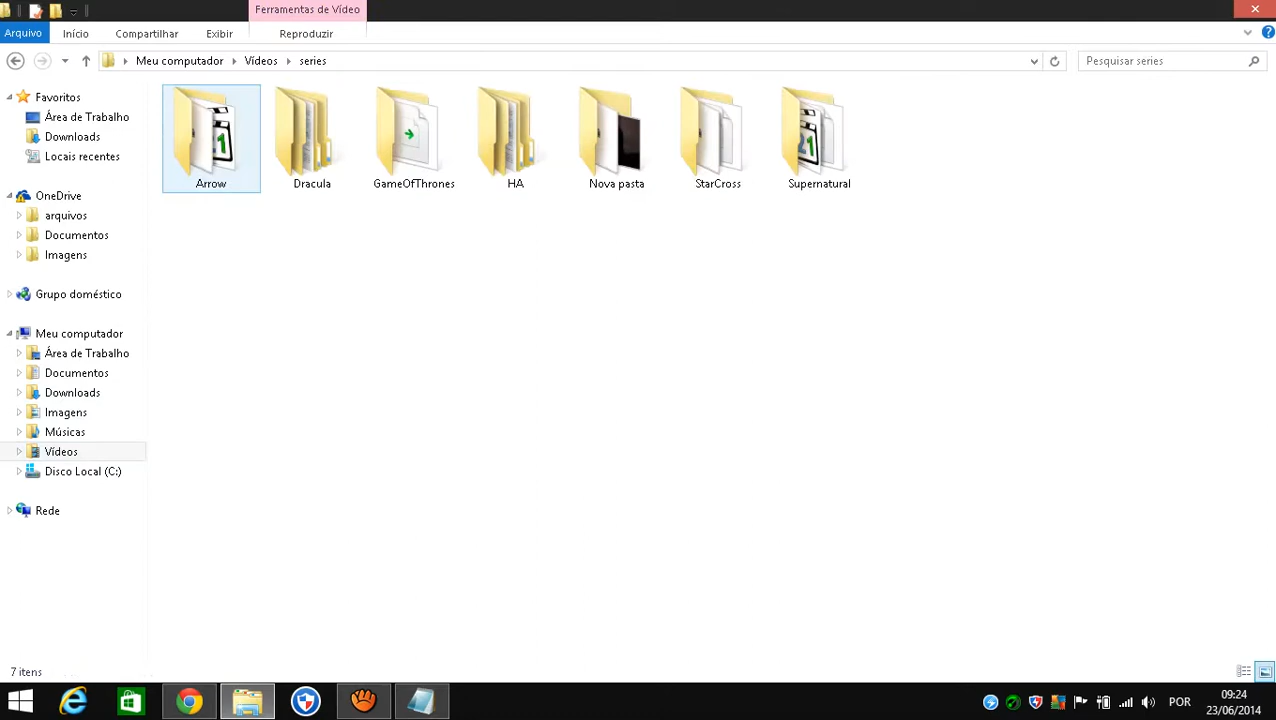 Ferramentas de Vídeo
Arquivo Início Compartilhar Exibir Reproduzir
Meu computador Vídeos series Pesquisar series
Favoritos
Área de Trabalho
Downloads
Locais recentes
OneDrive
arquivos
Documentos
Imagens
Grupo doméstico
Meu computador
Área de Trabalho
Documentos
Downloads
Imagens
Músicas
Vídeos
Disco Local (C:)
Rede
Arrow Dracula GameOfThrones HA Nova pasta StarCross Supernatural
7 itens
POR
09:24
23/06/2014